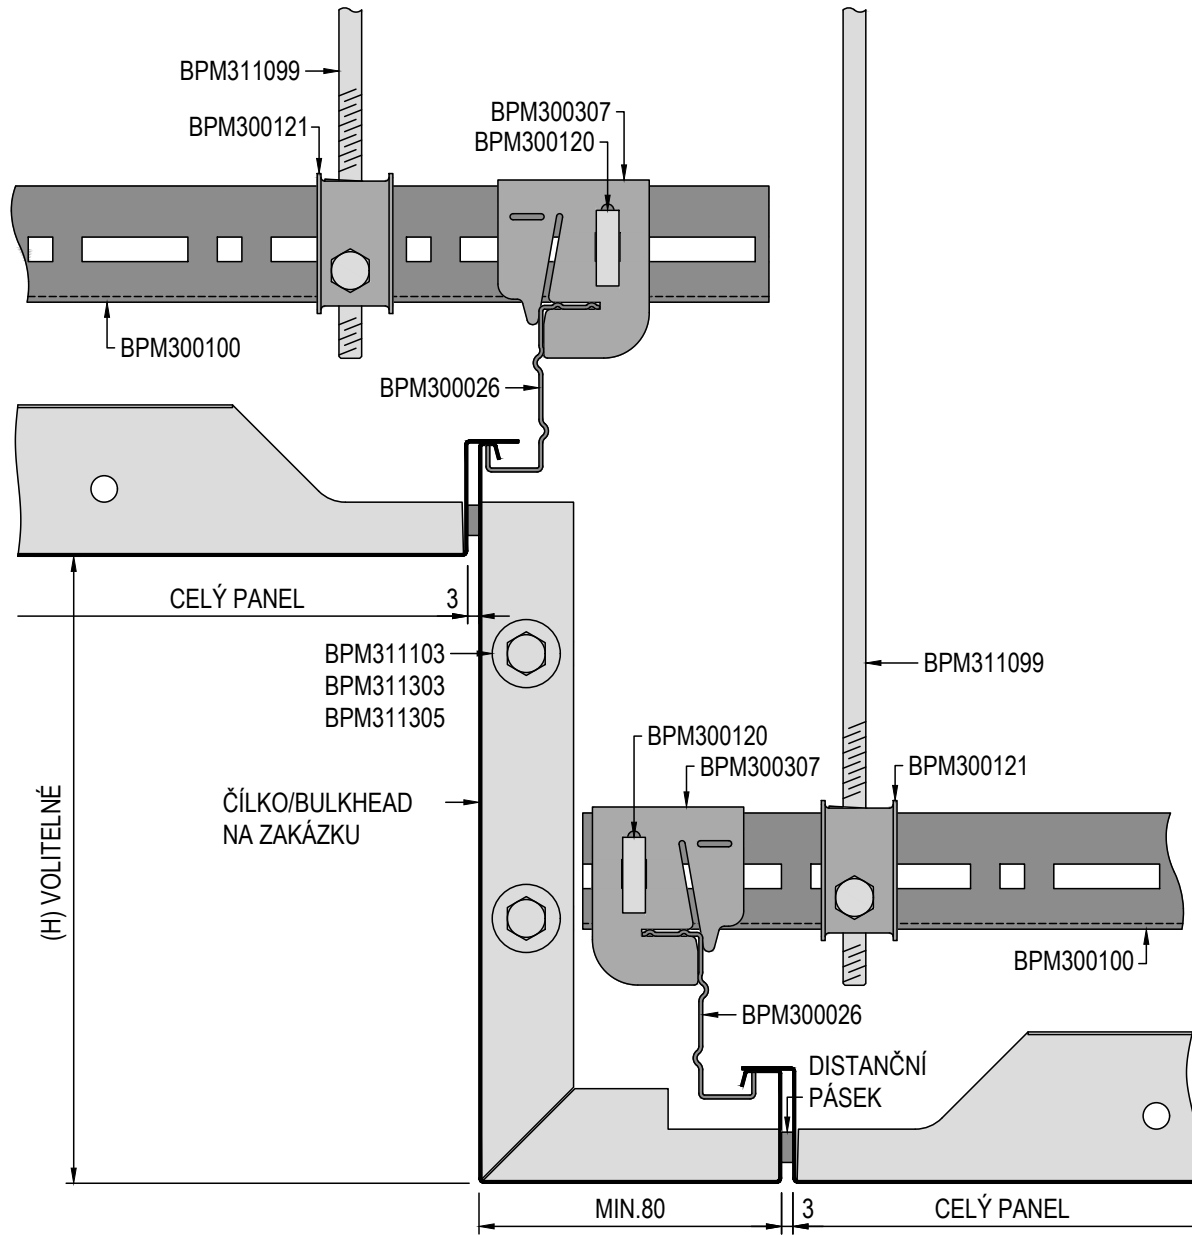 BPM311099
BPM300121
BPM300307
BPM300120
BPM300100
BPM300026
CELÝ PANEL
3
BPM311103
BPM311303
BPM311305
BPM311099
BPM300120
BPM300307
BPM300121
ČÍLKO/BULKHEAD
NA ZAKÁZKU
(H) VOLITELNÉ
BPM300100
BPM300026
DISTANČNÍ
PÁSEK
MIN.80
3
CELÝ PANEL